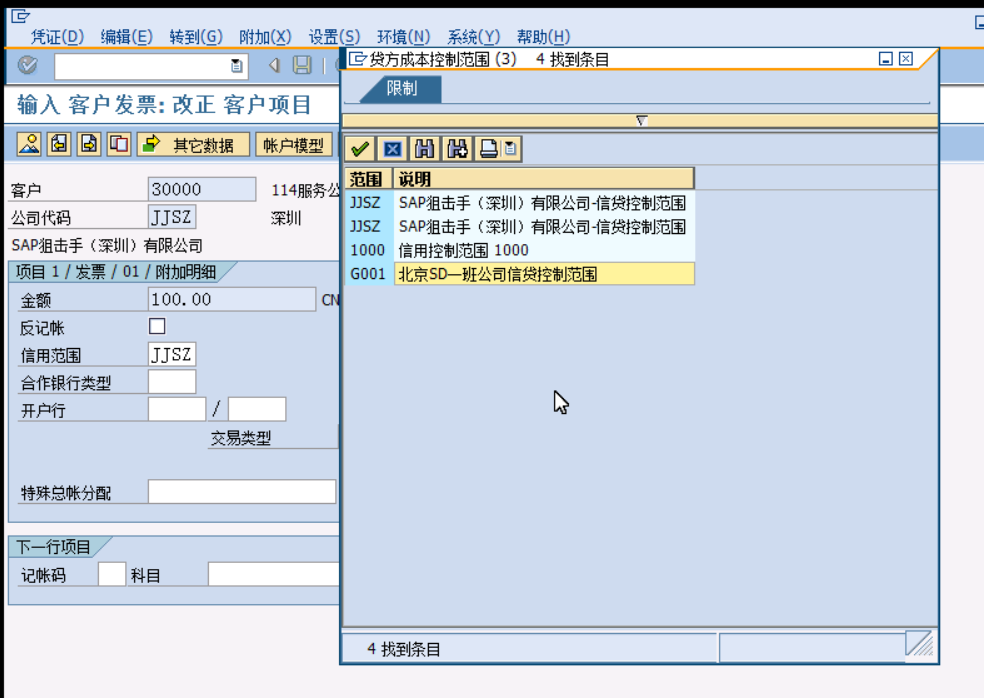 凭证(D) 编辑(E) 转到(G) 附加(X) 设置(S) 环境(N) 系统(Y) 帮助(H)
输入 客户发票: 改正 客户项目
其它数据 帐户模型
客户 30000 114服务公
公司代码 JJSZ 深圳
SAP狙击手（深圳）有限公司
项目 1 / 发票 / 01 / 附加明细
金额 100.00 CN
反记帐
信用范围 JJSZ
合作银行类型
开户行 /
交易类型
特殊总帐分配
下一行项目
记帐码 科目
贷方成本控制范围 (3) 4 找到条目
限制
范围 说明
JJSZ SAP狙击手（深圳）有限公司-信贷控制范围
JJSZ SAP狙击手（深圳）有限公司-信贷控制范围
1000 信用控制范围 1000
G001 北京SD一班公司信贷控制范围
4 找到条目